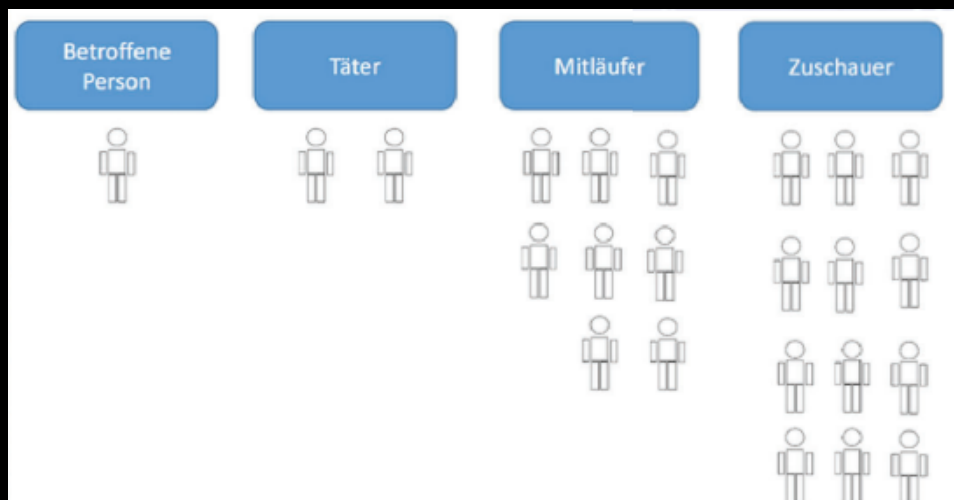 Betroffene
Person
Täter
Mitläufer
Zuschauer